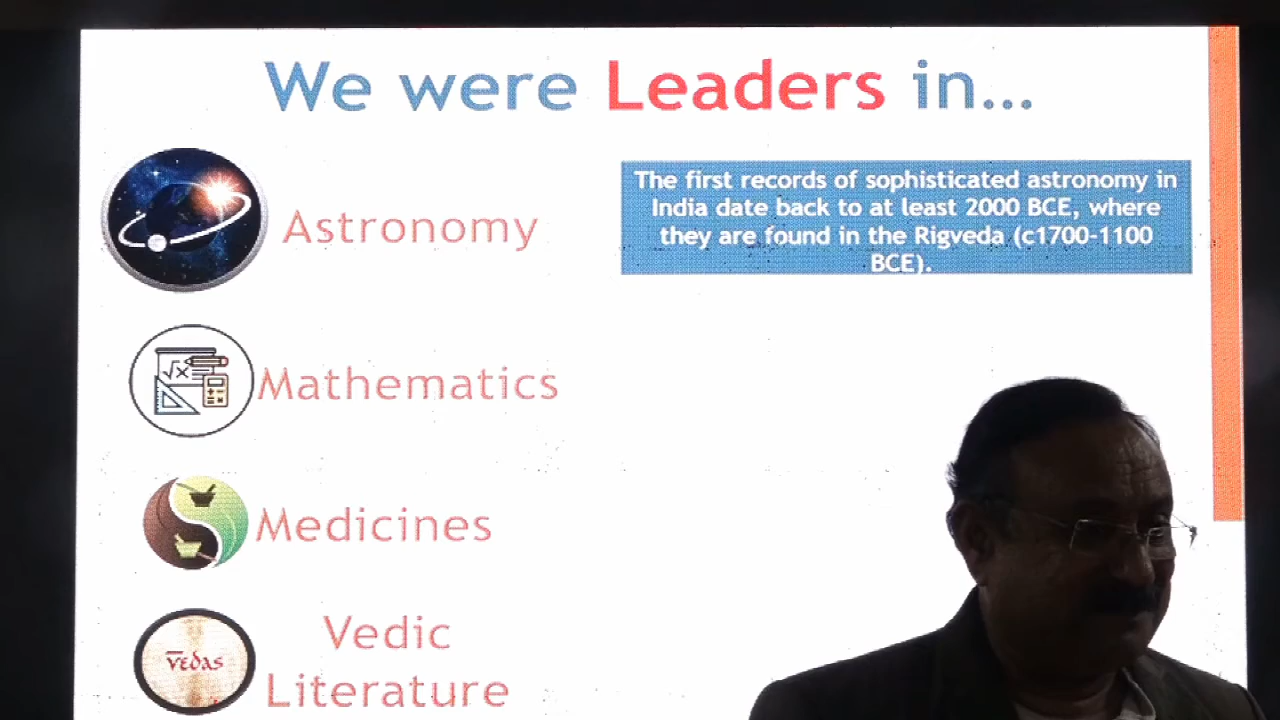 We were Leaders in...
Astronomy
The first records of sophisticated astronomy in
India date back to at least 2000 BCE, where
they are found in the Rigveda (c1700-1100
BCE).
√x
Mathematics
Medicines
vedas
Vedic
Literature